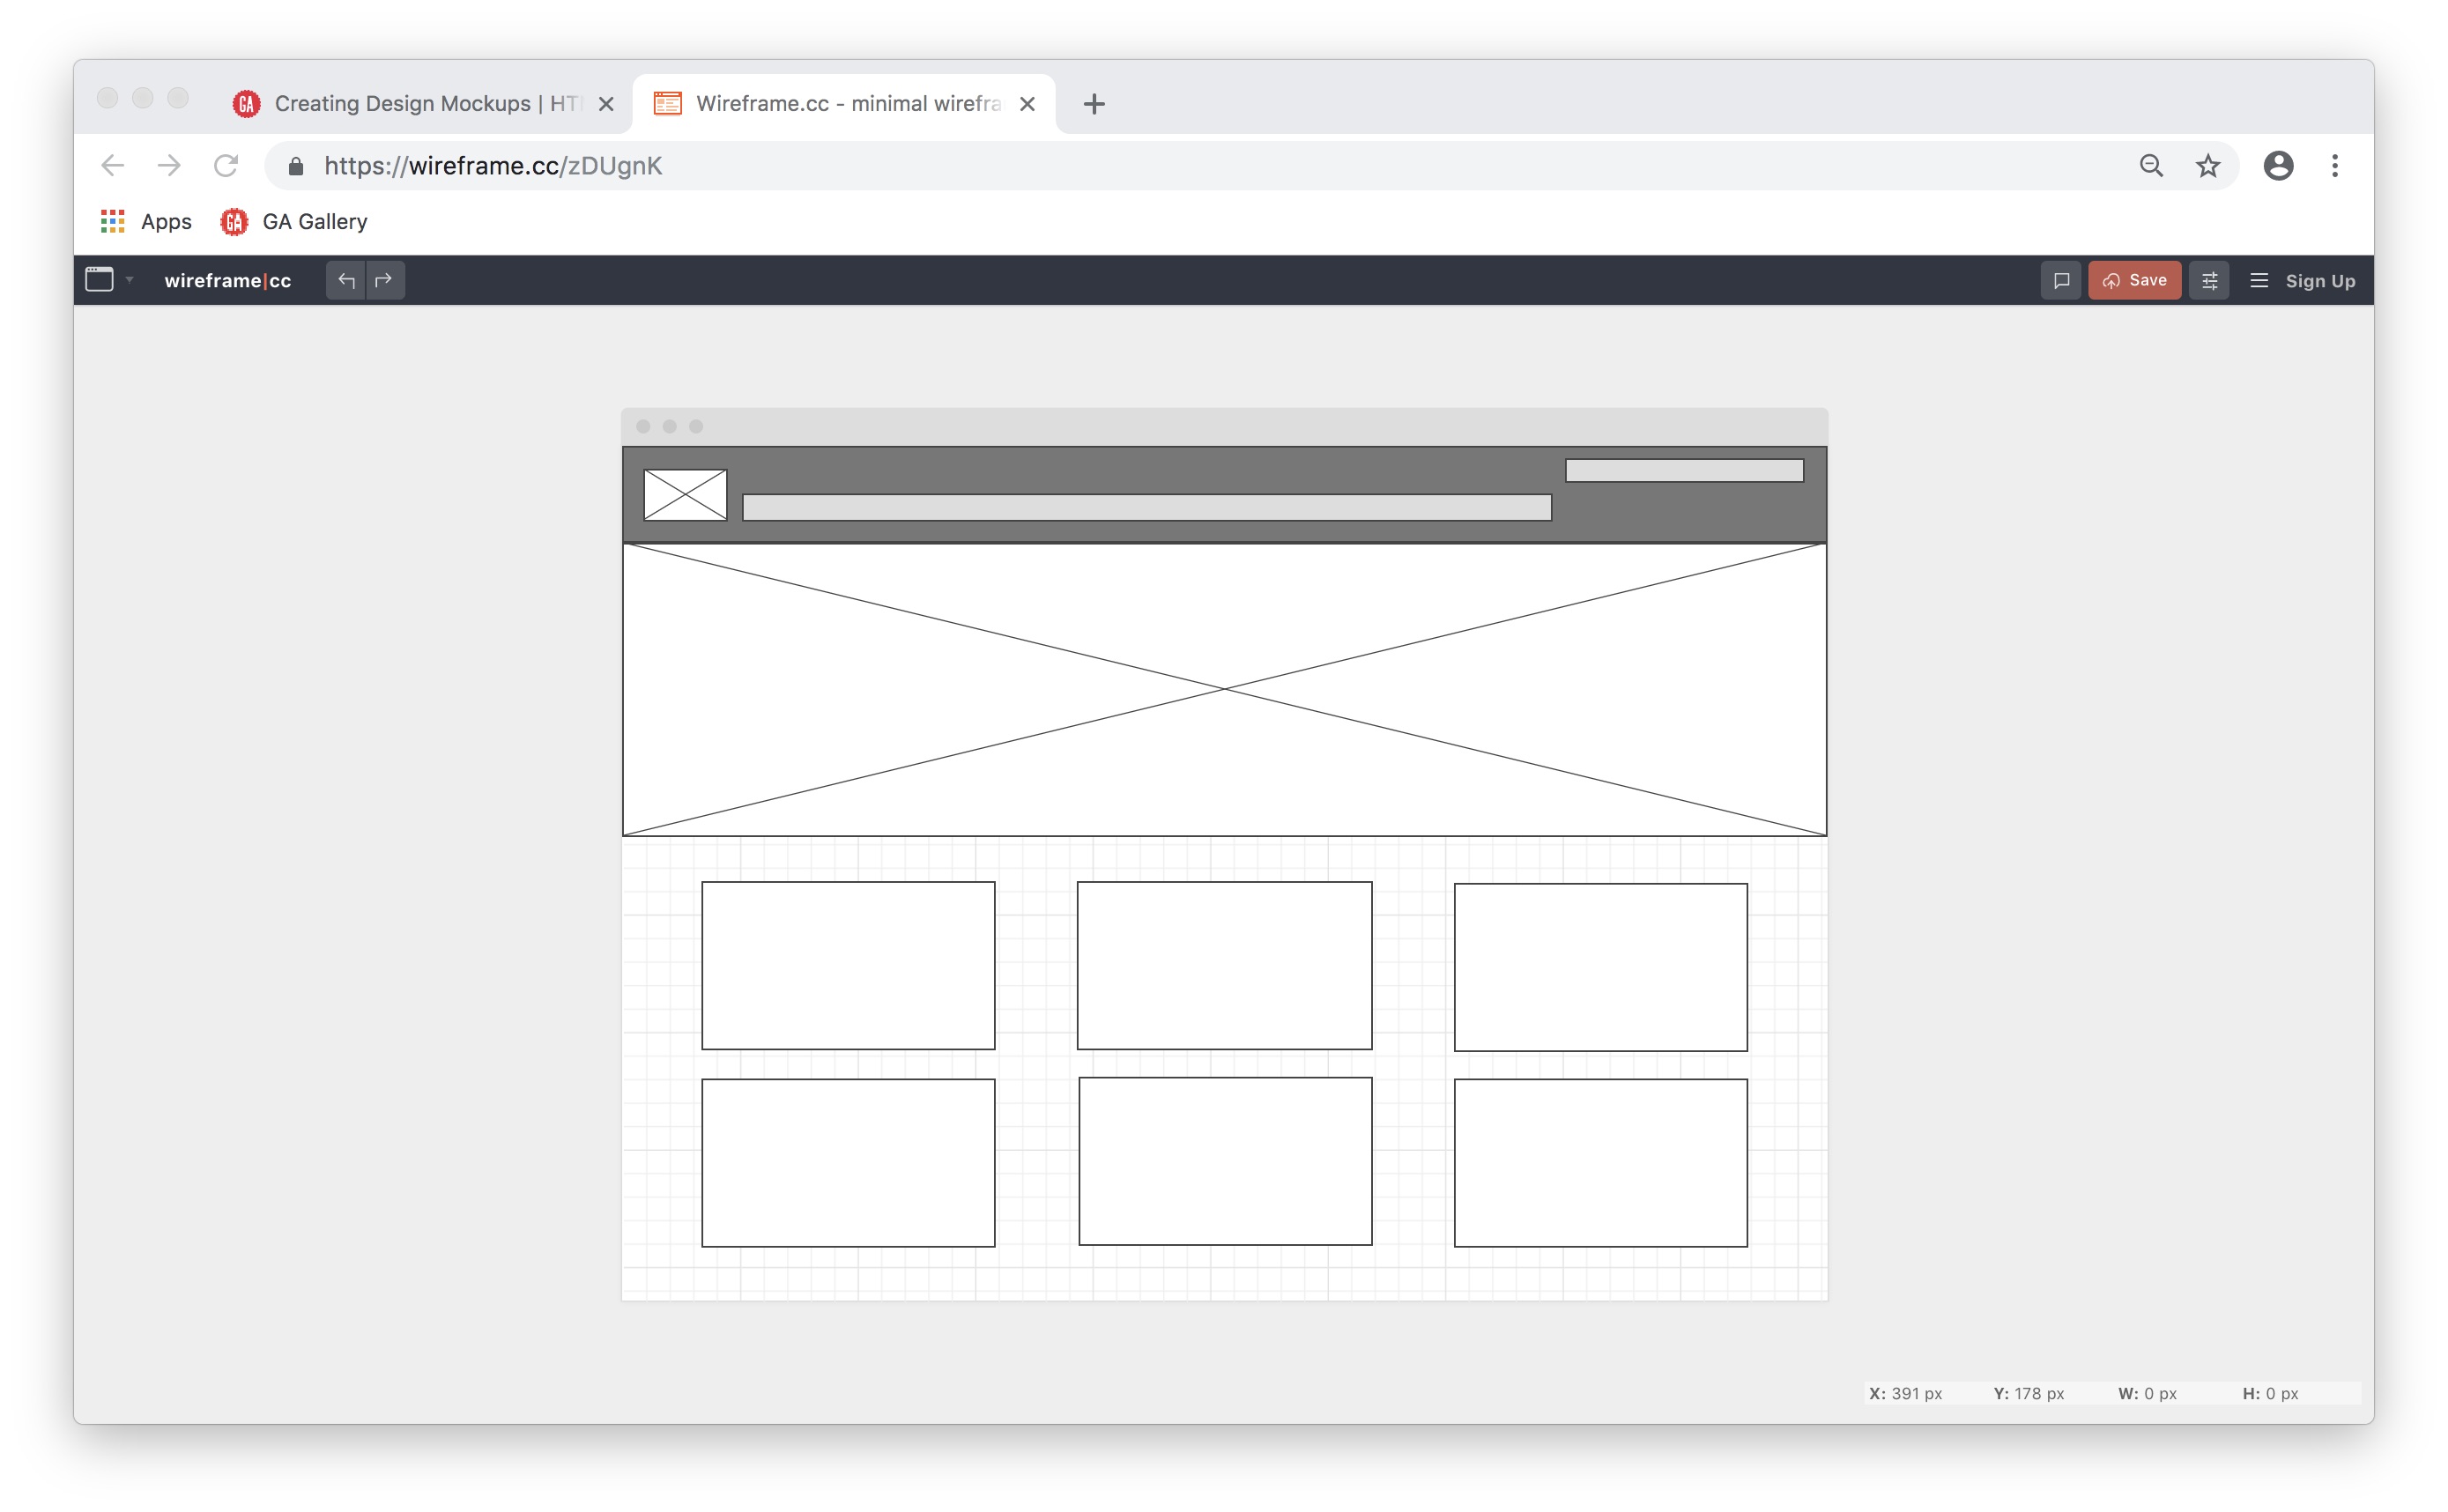 Creating Design Mockups | HT
Wireframe.cc - minimal wirefra
https://wireframe.cc/zDUgnK
Apps
GA GA Gallery
wireframe|cc
Save
Sign Up
X: 391 px Y: 178 px W: 0 px H: 0 px